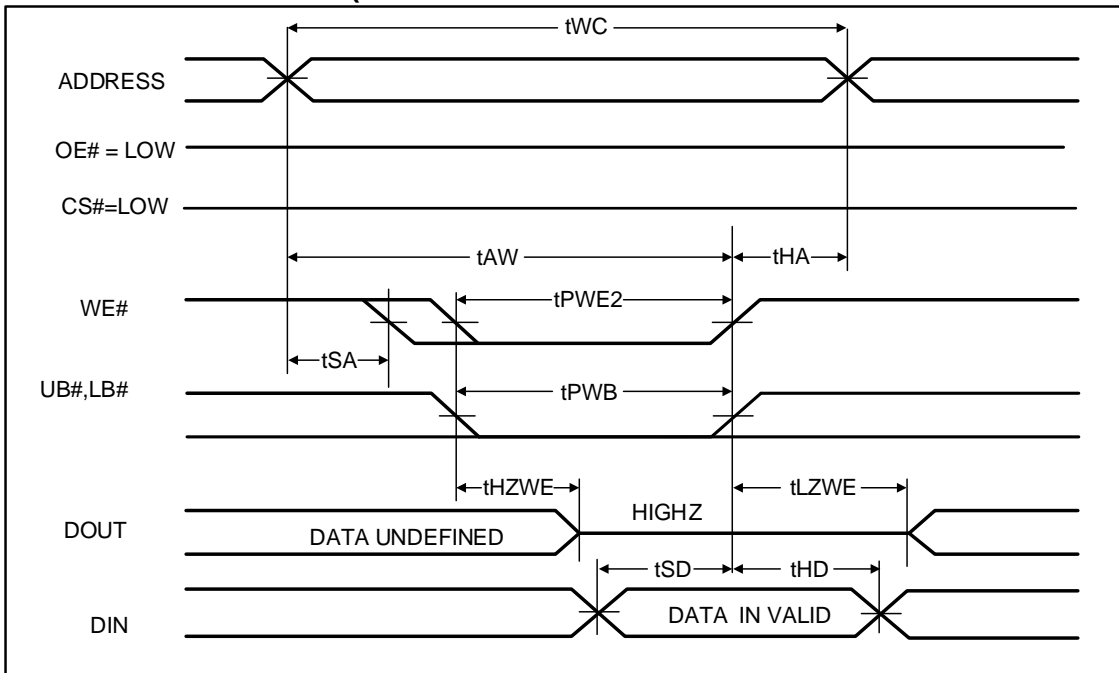 tWC
ADDRESS
OE# = LOW
CS#=LOW
tAW
tHA
WE#
tPWE2
tSA
UB#,LB#
tPWB
tHZWE
tLZWE
DOUT
DATA UNDEFINED
HIGHZ
tSD
tHD
DIN
DATA IN VALID